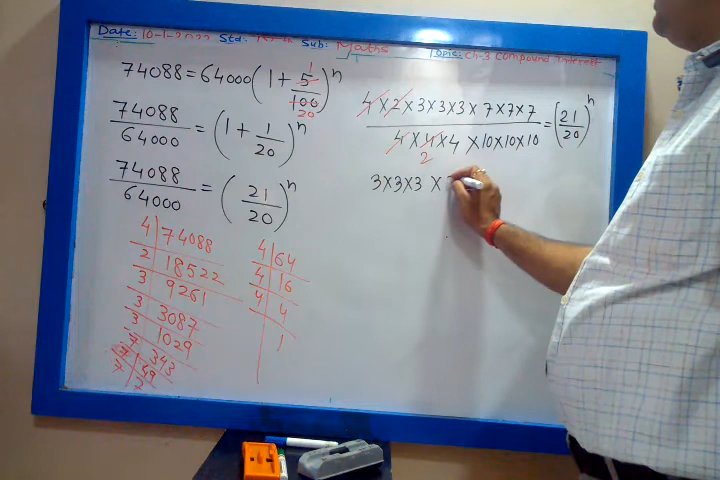 Date: 10-1-2022 Std: Sub: Maths Topic: Ch-3 Compound Interest
74088 = 64000 ( 1 + 5/100 )^n
1
20
74088/64000 = ( 1 + 1/20 )^n
74088/64000 = ( 21/20 )^n
4 | 74088
2 | 18522
3 | 9261
3 | 3087
3 | 1029
7 | 343
7 | 49
7 | 7
4 | 64
4 | 16
4 | 4
1
4×2×3×3×3×7×7×7 / 4×4×4×10×10×10 = ( 21/20 )^n
2
3×3×3×